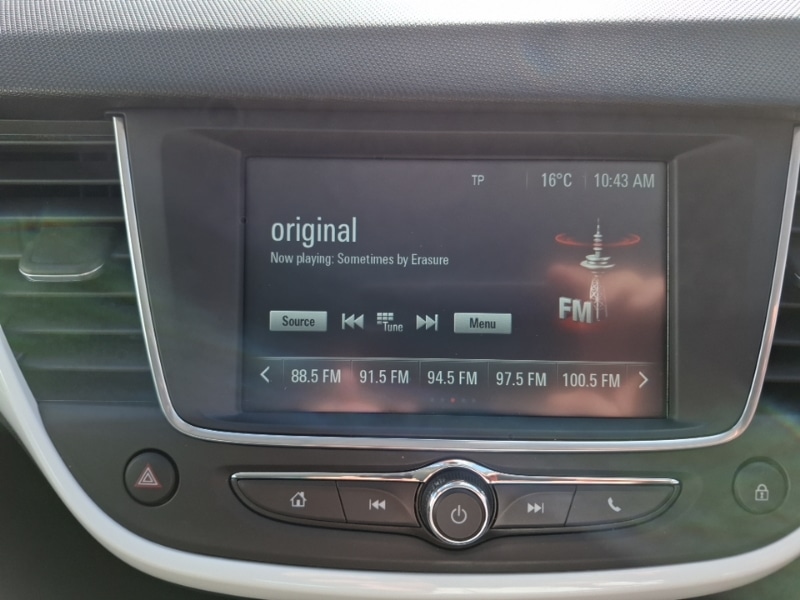 TP 16°C 10:43 AM
original
Now playing: Sometimes by Erasure
FM
Source Tune Menu
88.5 FM 91.5 FM 94.5 FM 97.5 FM 100.5 FM